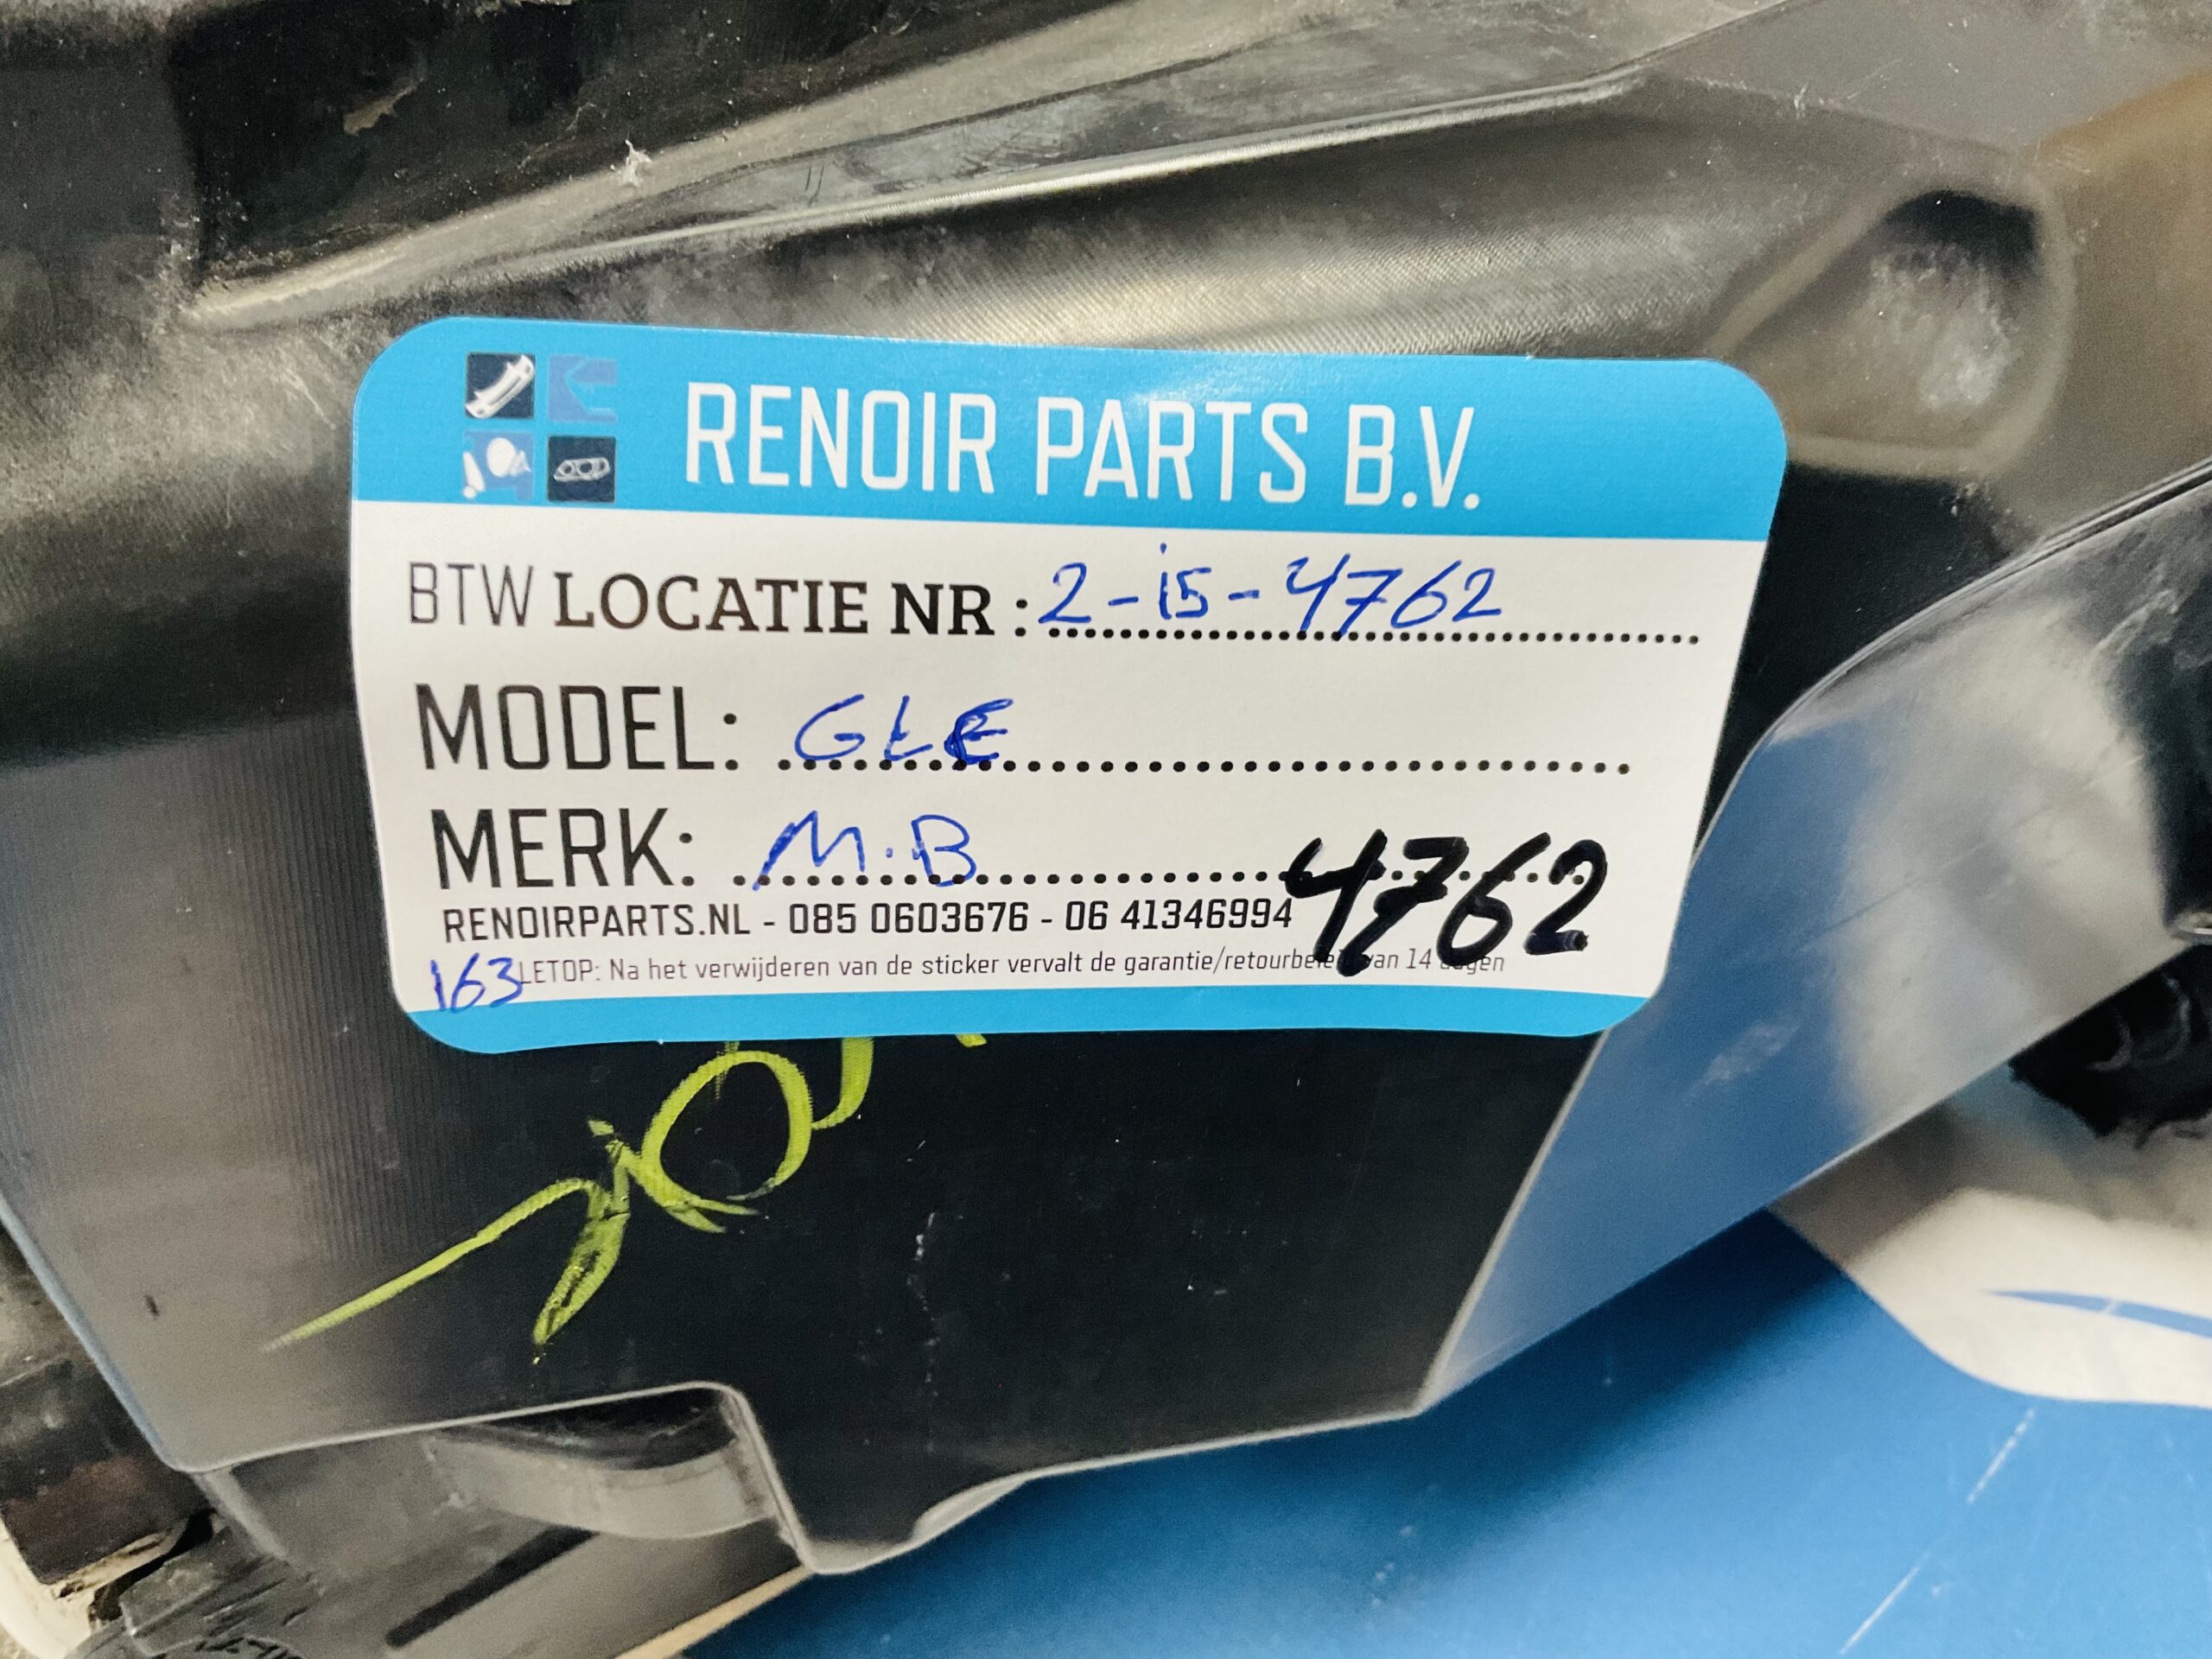 RENOIR PARTS B.V.
BTW LOCATIE NR : 2-i5-4762
MODEL: GLE
MERK: M.B
4762
RENOIRPARTS.NL - 085 0603676 - 06 41346994
163 LETOP: Na het verwijderen van de sticker vervalt de garantie/retourbeleid van 14 dagen